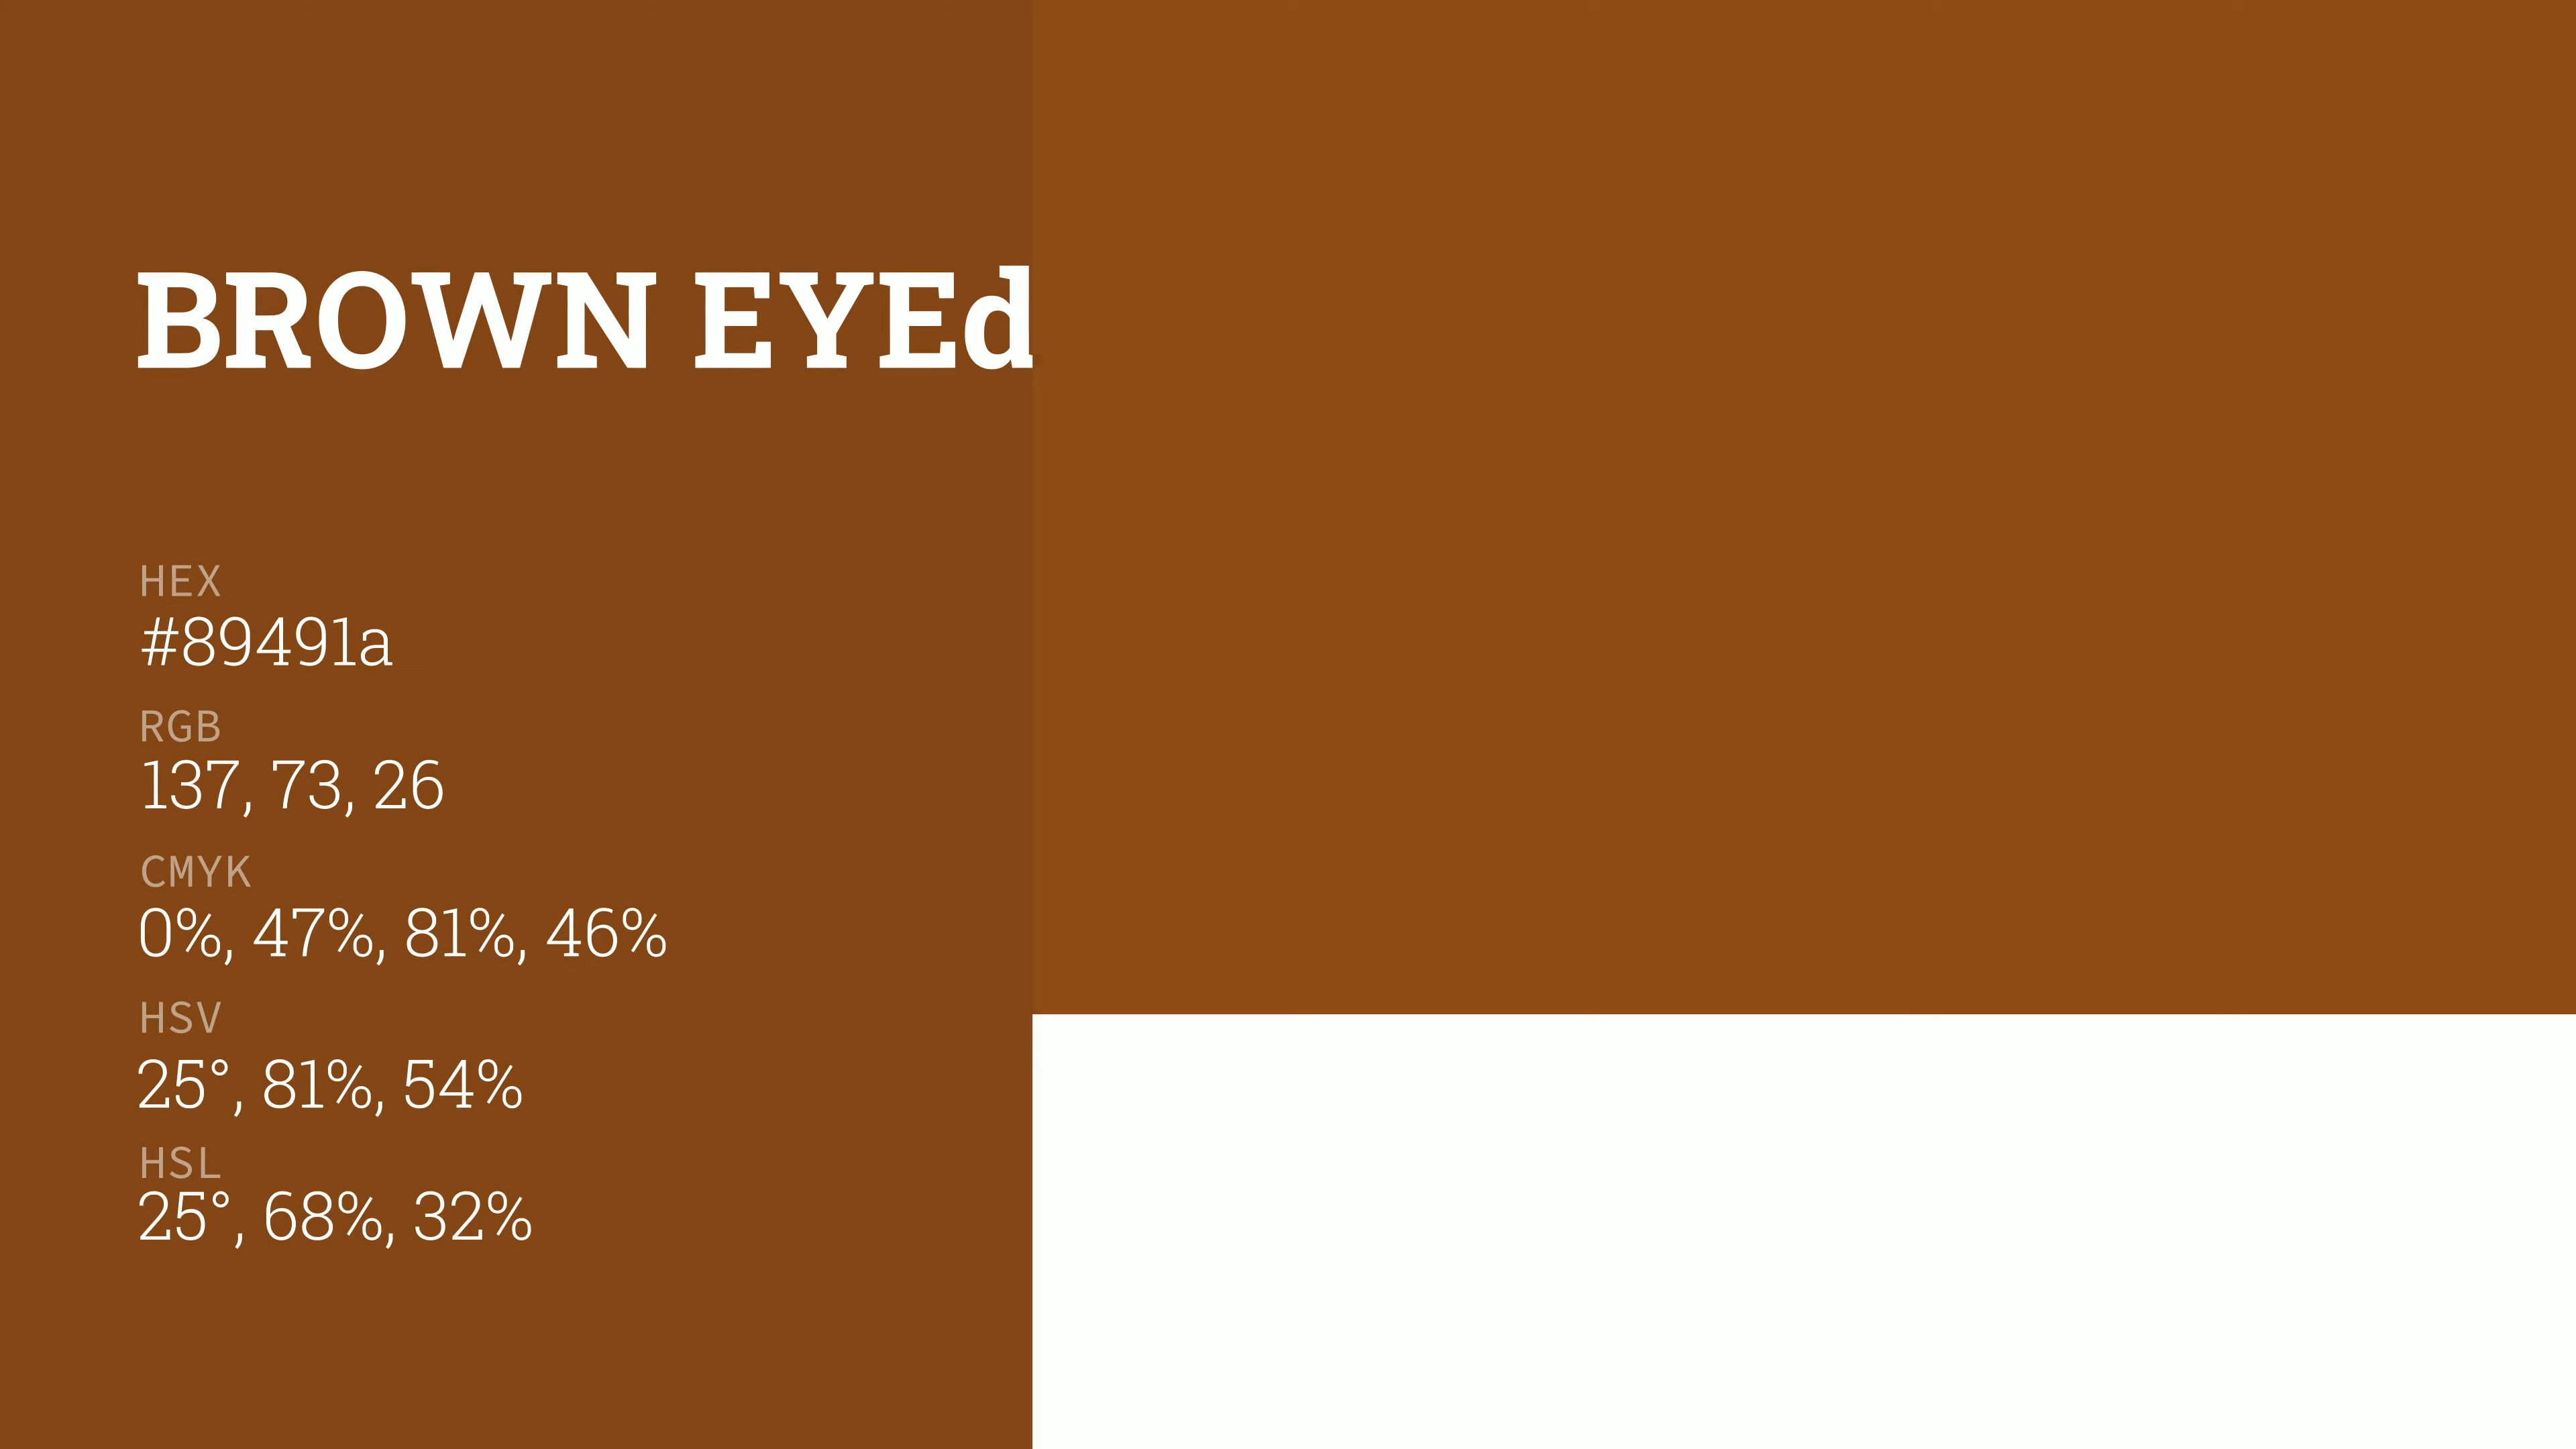 BROWN EYEd
HEX
#89491a
RGB
137, 73, 26
CMYK
0%, 47%, 81%, 46%
HSV
25°, 81%, 54%
HSL
25°, 68%, 32%